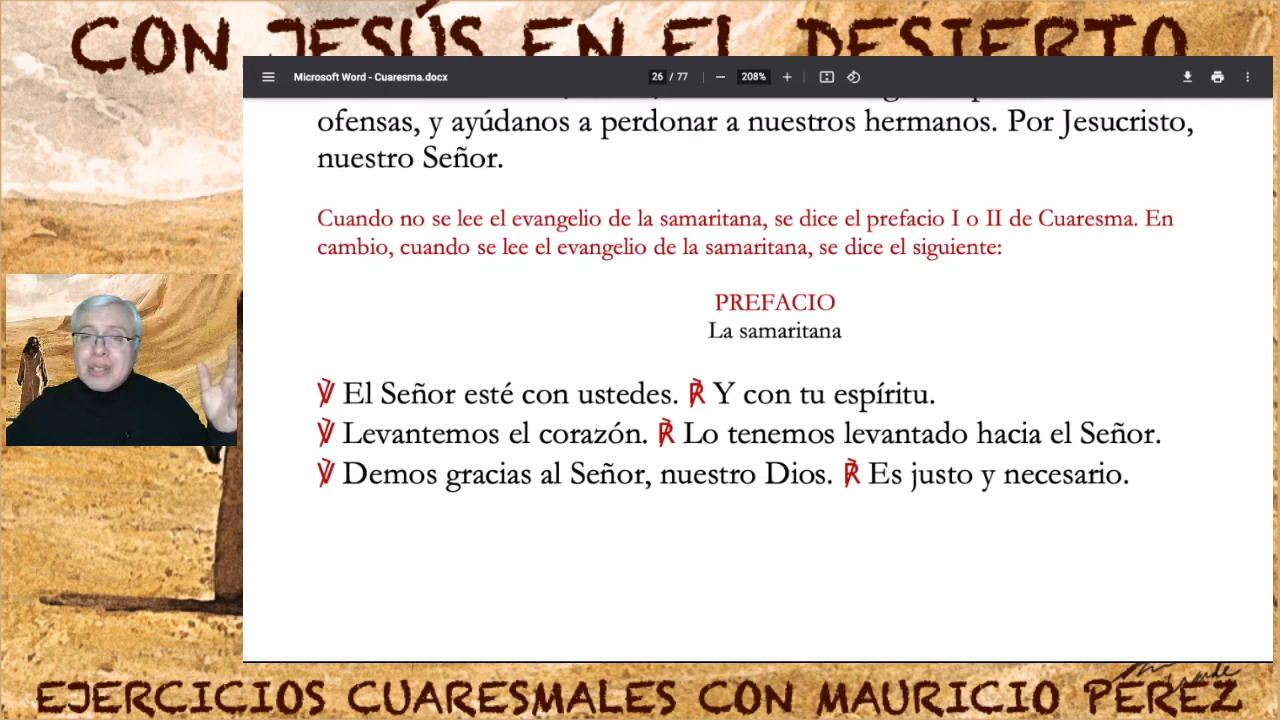 CON JESÚS EN EL DESIERTO
Microsoft Word - Cuaresma.docx 26 / 77 208%
ofensas, y ayúdanos a perdonar a nuestros hermanos. Por Jesucristo,
nuestro Señor.
Cuando no se lee el evangelio de la samaritana, se dice el prefacio I o II de Cuaresma. En
cambio, cuando se lee el evangelio de la samaritana, se dice el siguiente:
PREFACIO
La samaritana
℣ El Señor esté con ustedes. ℟ Y con tu espíritu.
℣ Levantemos el corazón. ℟ Lo tenemos levantado hacia el Señor.
℣ Demos gracias al Señor, nuestro Dios. ℟ Es justo y necesario.
EJERCICIOS CUARESMALES CON MAURICIO PÉREZ